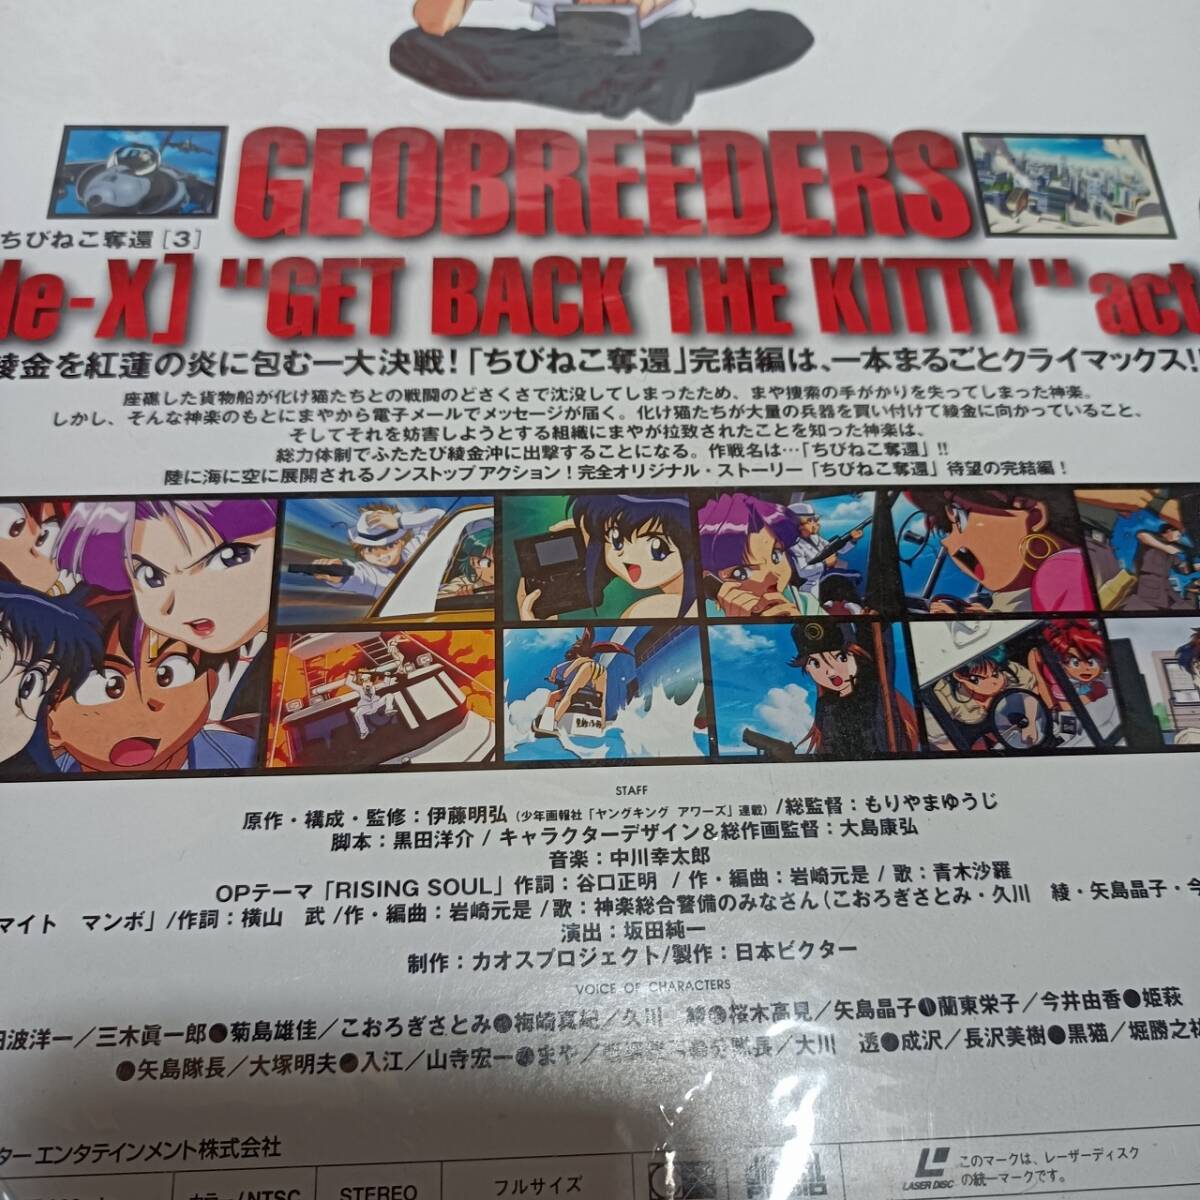 GEOBREEDERS
ちびねこ奪還 [3]
le-X] "GET BACK THE KITTY" act
綾金を紅蓮の炎に包む一大決戦!「ちびねこ奪還」完結編は、一本まるごとクライマックス!
座礁した貨物船が化け猫たちとの戦闘のどさくさで沈没してしまったため、まや捜索の手がかりを失ってしまった神楽。
しかし、そんな神楽のもとにまやから電子メールでメッセージが届く。化け猫たちが大量の兵器を買い付けて綾金に向かっていること、
そしてそれを妨害しようとする組織にまやが拉致されたことを知った神楽は、
総力体制でふたたび綾金沖に出撃することになる。作戦名は…「ちびねこ奪還」!!
陸に海に空に展開されるノンストップアクション!完全オリジナル・ストーリー「ちびねこ奪還」待望の完結編!
STAFF
原作・構成・監修:伊藤明弘(少年画報社「ヤングキング アワーズ」連載)/総監督:もりやまゆうじ
脚本:黒田洋介 / キャラクターデザイン&総作画監督:大島康弘
音楽:中川幸太郎
OPテーマ「RISING SOUL」作詞:谷口正明 / 作・編曲:岩崎元是 / 歌:青木沙羅
マイト マンボ」/作詞:横山 武 /作・編曲:岩崎元是/歌:神楽総合警備のみなさん(こおろぎさとみ・久川 綾・矢島晶子・今
演出:坂田純一
制作:カオスプロジェクト/製作:日本ビクター
VOICE OF CHARACTERS
田波洋一/三木眞一郎●菊島雄佳/こおろぎさとみ●梅崎真紀/久川 綾●桜木高見/矢島晶子●蘭東栄子/今井由香●姫萩
●矢島隊長/大塚明夫●入江/山寺宏一●まや/隊長/大川 透●成沢/長沢美樹●黒猫/堀勝之祐
ター エンタテインメント株式会社
カラー/NTSC STEREO フルサイズ
LASER DISC このマークは、レーザーディスク
の統一マークです。